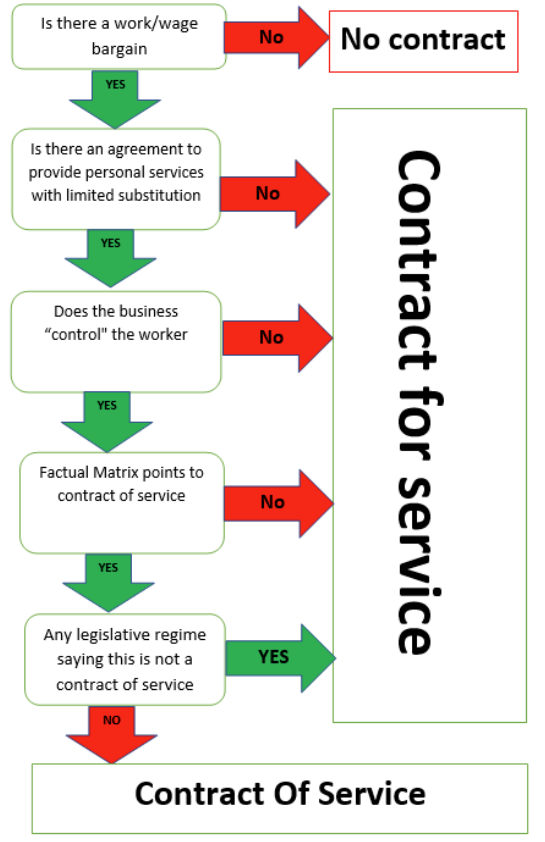 Is there a work/wage
bargain
No
No contract
YES
Is there an agreement to
provide personal services
with limited substitution
No
YES
Does the business
“control" the worker
No
YES
Factual Matrix points to
contract of service
No
YES
Any legislative regime
saying this is not a
contract of service
YES
Contract for service
NO
Contract Of Service